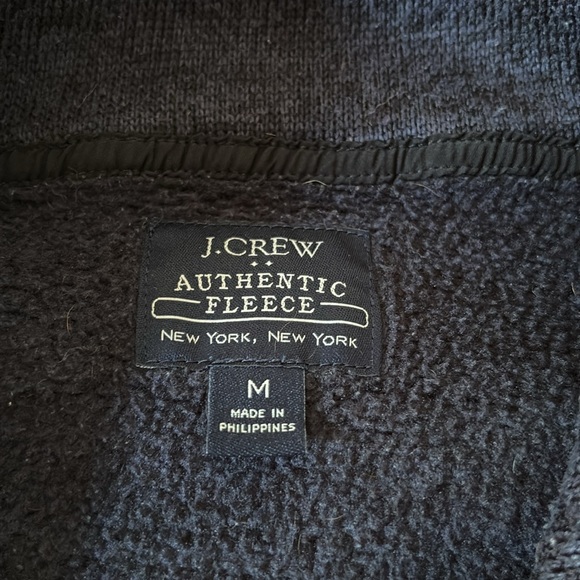 J.CREW
AUTHENTIC
FLEECE
NEW YORK, NEW YORK
M
MADE IN
PHILIPPINES